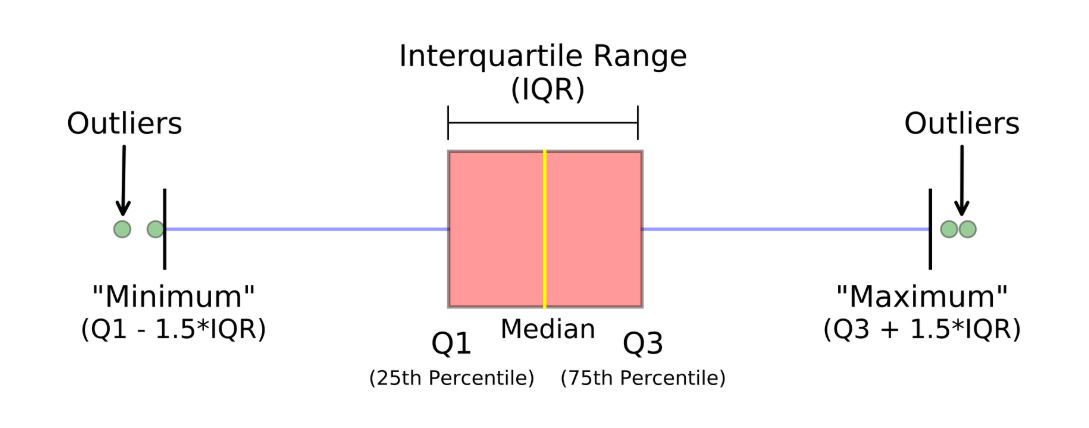 Interquartile Range
(IQR)
Outliers
Outliers
"Minimum"
(Q1 - 1.5*IQR)
"Maximum"
(Q3 + 1.5*IQR)
Q1
Median
Q3
(25th Percentile)
(75th Percentile)